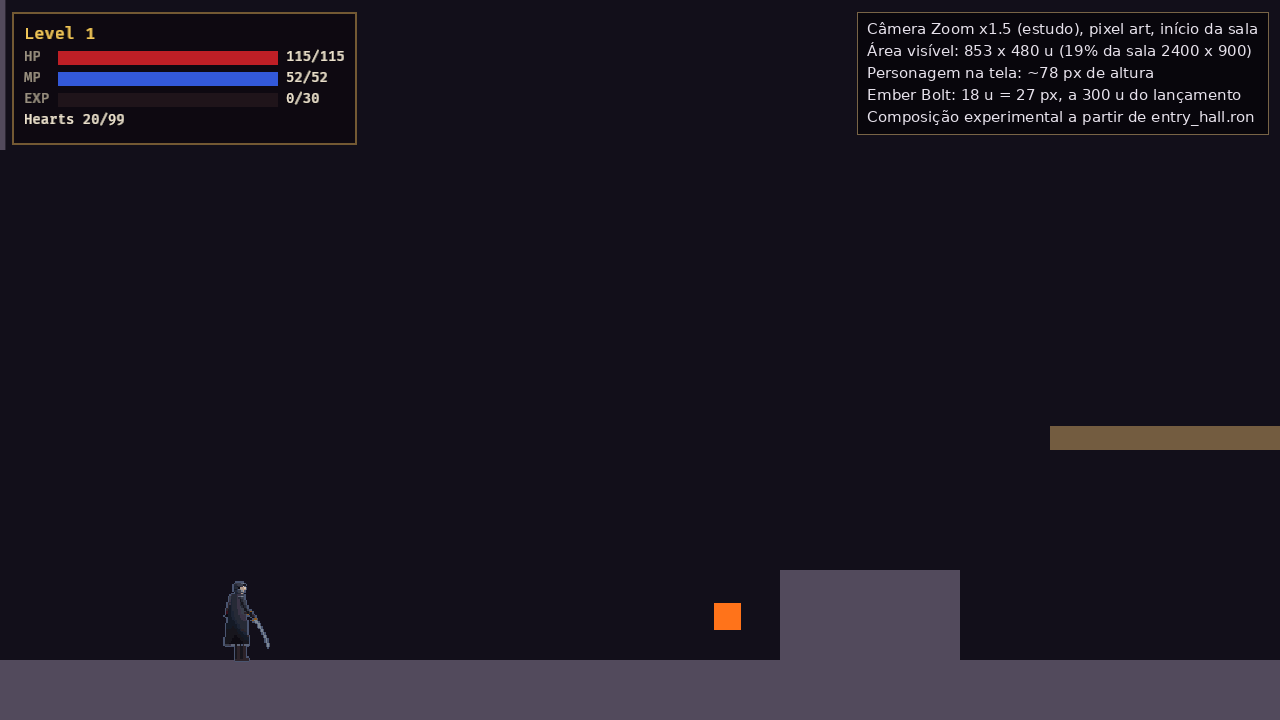 Level 1
HP 115/115
MP 52/52
EXP 0/30
Hearts 20/99
Câmera Zoom x1.5 (estudo), pixel art, início da sala
Área visível: 853 x 480 u (19% da sala 2400 x 900)
Personagem na tela: ~78 px de altura
Ember Bolt: 18 u = 27 px, a 300 u do lançamento
Composição experimental a partir de entry_hall.ron